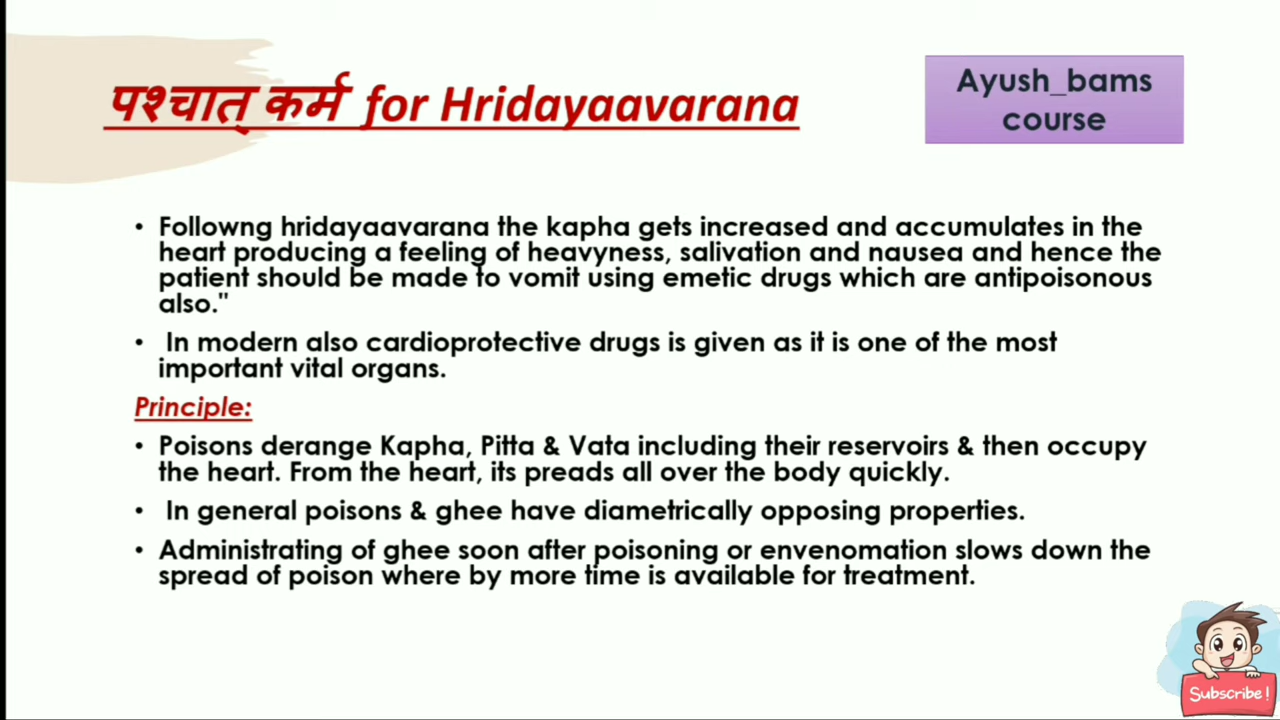 पश्चात् कर्म for Hridayaavarana
Ayush_bams
course
• Followng hridayaavarana the kapha gets increased and accumulates in the
heart producing a feeling of heavyness, salivation and nausea and hence the
patient should be made to vomit using emetic drugs which are antipoisonous
also."
• In modern also cardioprotective drugs is given as it is one of the most
important vital organs.
Principle:
• Poisons derange Kapha, Pitta & Vata including their reservoirs & then occupy
the heart. From the heart, its preads all over the body quickly.
• In general poisons & ghee have diametrically opposing properties.
• Administrating of ghee soon after poisoning or envenomation slows down the
spread of poison where by more time is available for treatment.
Subscribe!